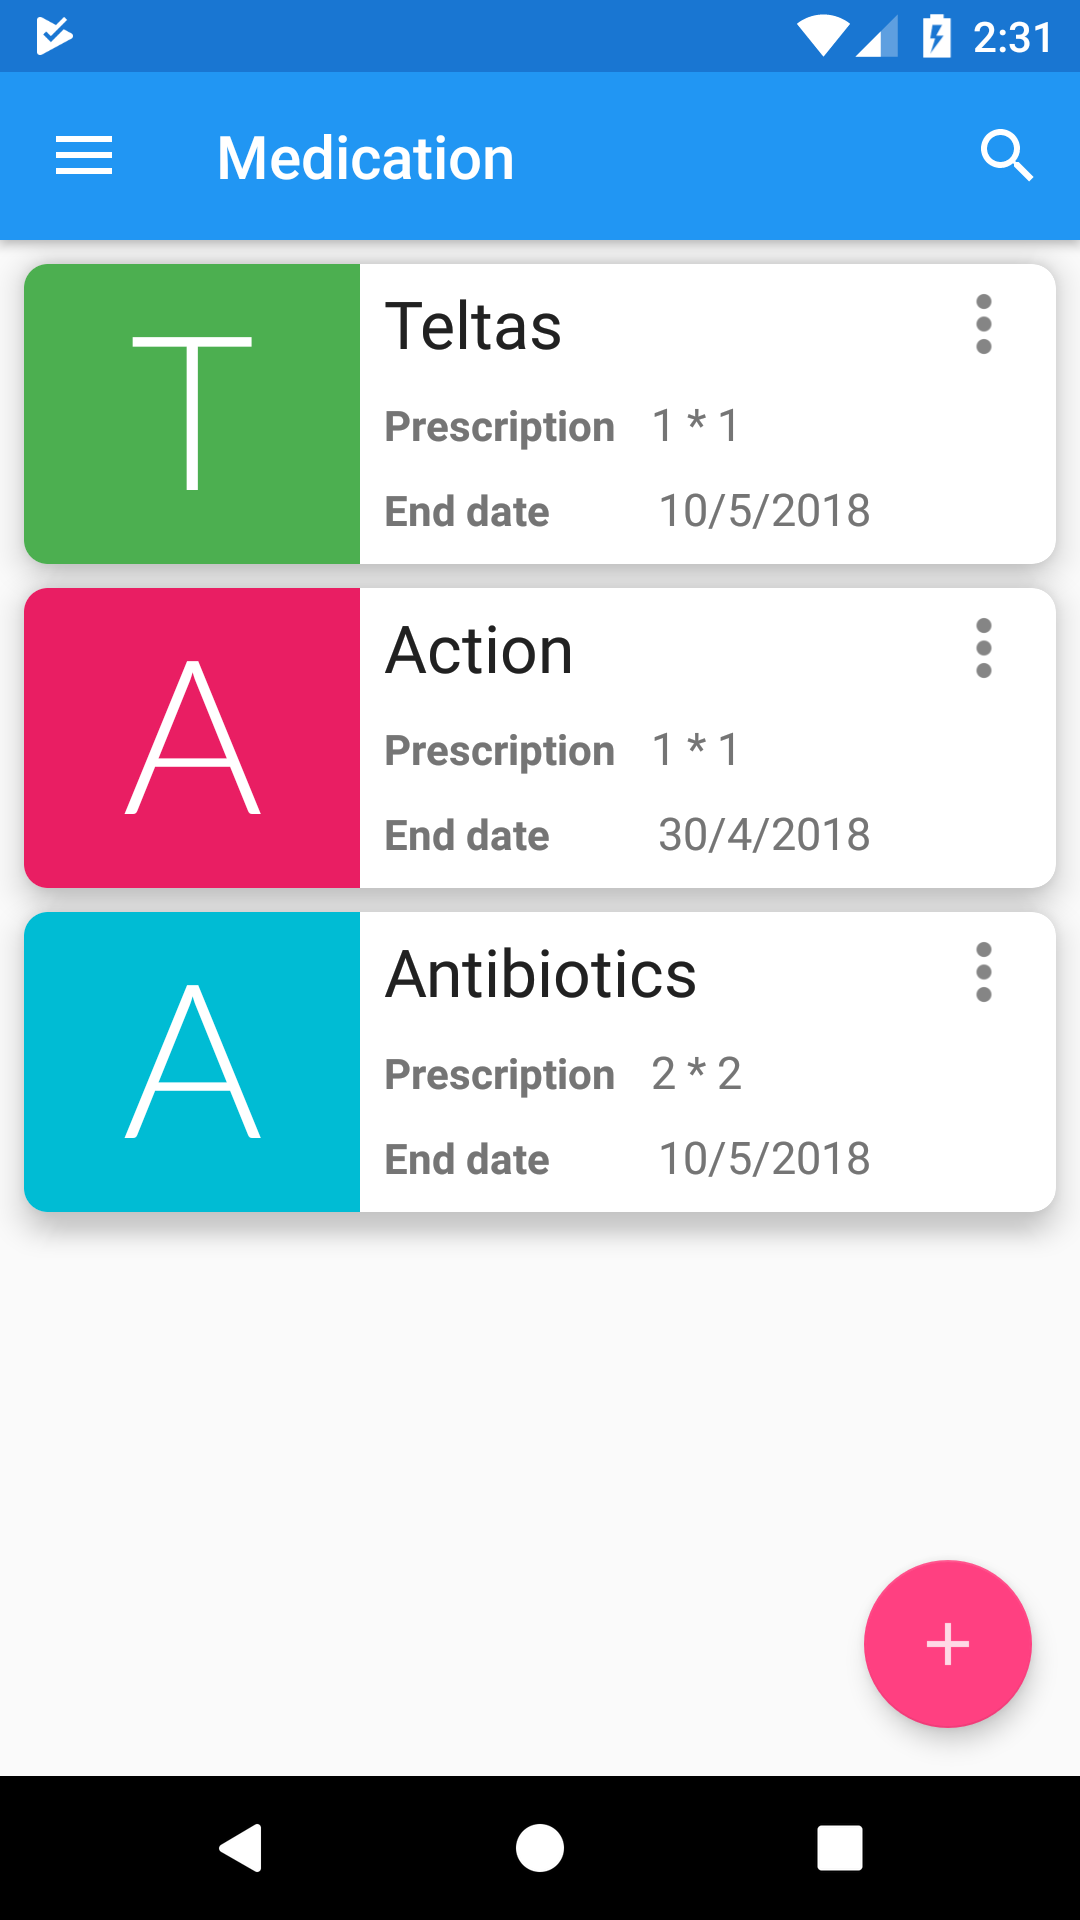 2:31
Medication
T
Teltas
Prescription 1 * 1
End date 10/5/2018
A
Action
Prescription 1 * 1
End date 30/4/2018
A
Antibiotics
Prescription 2 * 2
End date 10/5/2018